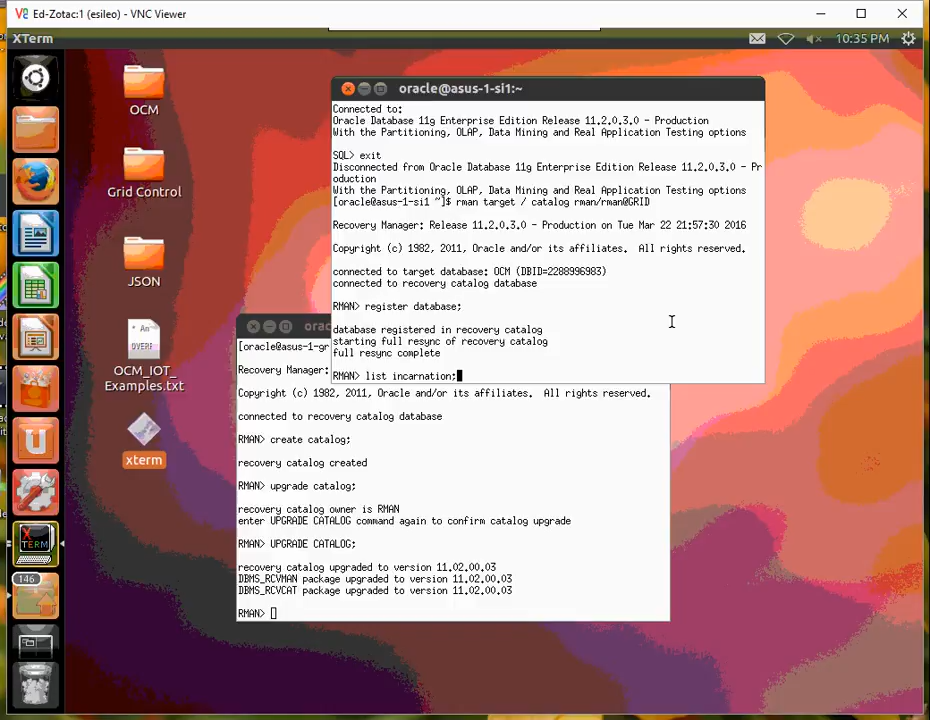 Ed-Zotac:1 (esileo) - VNC Viewer
XTerm
10:35 PM
OCM
Grid Control
JSON
OCM_IOT_
Examples.txt
xterm
146
oracle@asus-1-si1:~
Connected to:
Oracle Database 11g Enterprise Edition Release 11.2.0.3.0 - Production
With the Partitioning, OLAP, Data Mining and Real Application Testing options
SQL> exit
Disconnected from Oracle Database 11g Enterprise Edition Release 11.2.0.3.0 - Pr
oduction
With the Partitioning, OLAP, Data Mining and Real Application Testing options
[oracle@asus-1-si1 ~]$ rman target / catalog rman/rman@GRID
Recovery Manager: Release 11.2.0.3.0 - Production on Tue Mar 22 21:57:30 2016
Copyright (c) 1982, 2011, Oracle and/or its affiliates.  All rights reserved.
connected to target database: OCM (DBID=2288996983)
connected to recovery catalog database
RMAN> register database;
database registered in recovery catalog
starting full resync of recovery catalog
full resync complete
RMAN> list incarnation;
orac
[oracle@asus-1-gr
Recovery Manager:
Copyright (c) 1982, 2011, Oracle and/or its affiliates.  All rights reserved.
connected to recovery catalog database
RMAN> create catalog;
recovery catalog created
RMAN> upgrade catalog;
recovery catalog owner is RMAN
enter UPGRADE CATALOG command again to confirm catalog upgrade
RMAN> UPGRADE CATALOG;
recovery catalog upgraded to version 11.02.00.03
DBMS_RCVMAN package upgraded to version 11.02.00.03
DBMS_RCVCAT package upgraded to version 11.02.00.03
RMAN>